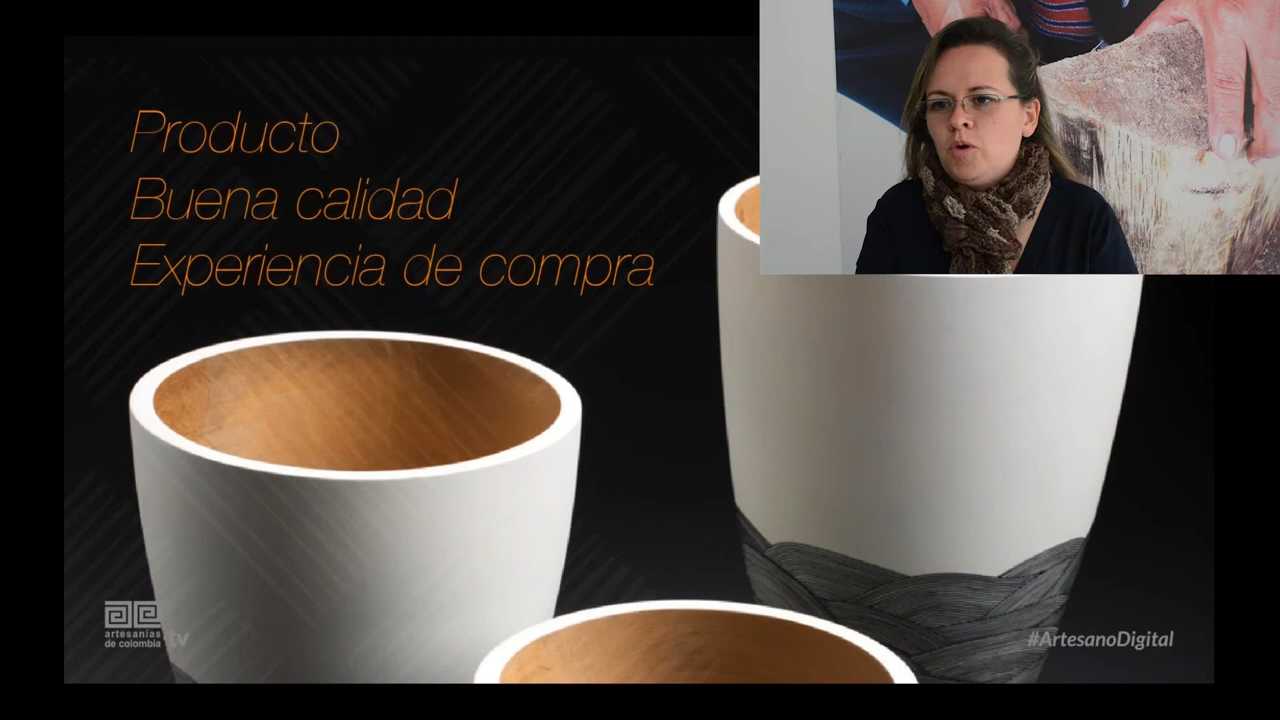 Producto
Buena calidad
Experiencia de compra
artesanías
de colombia tv
#ArtesanoDigital